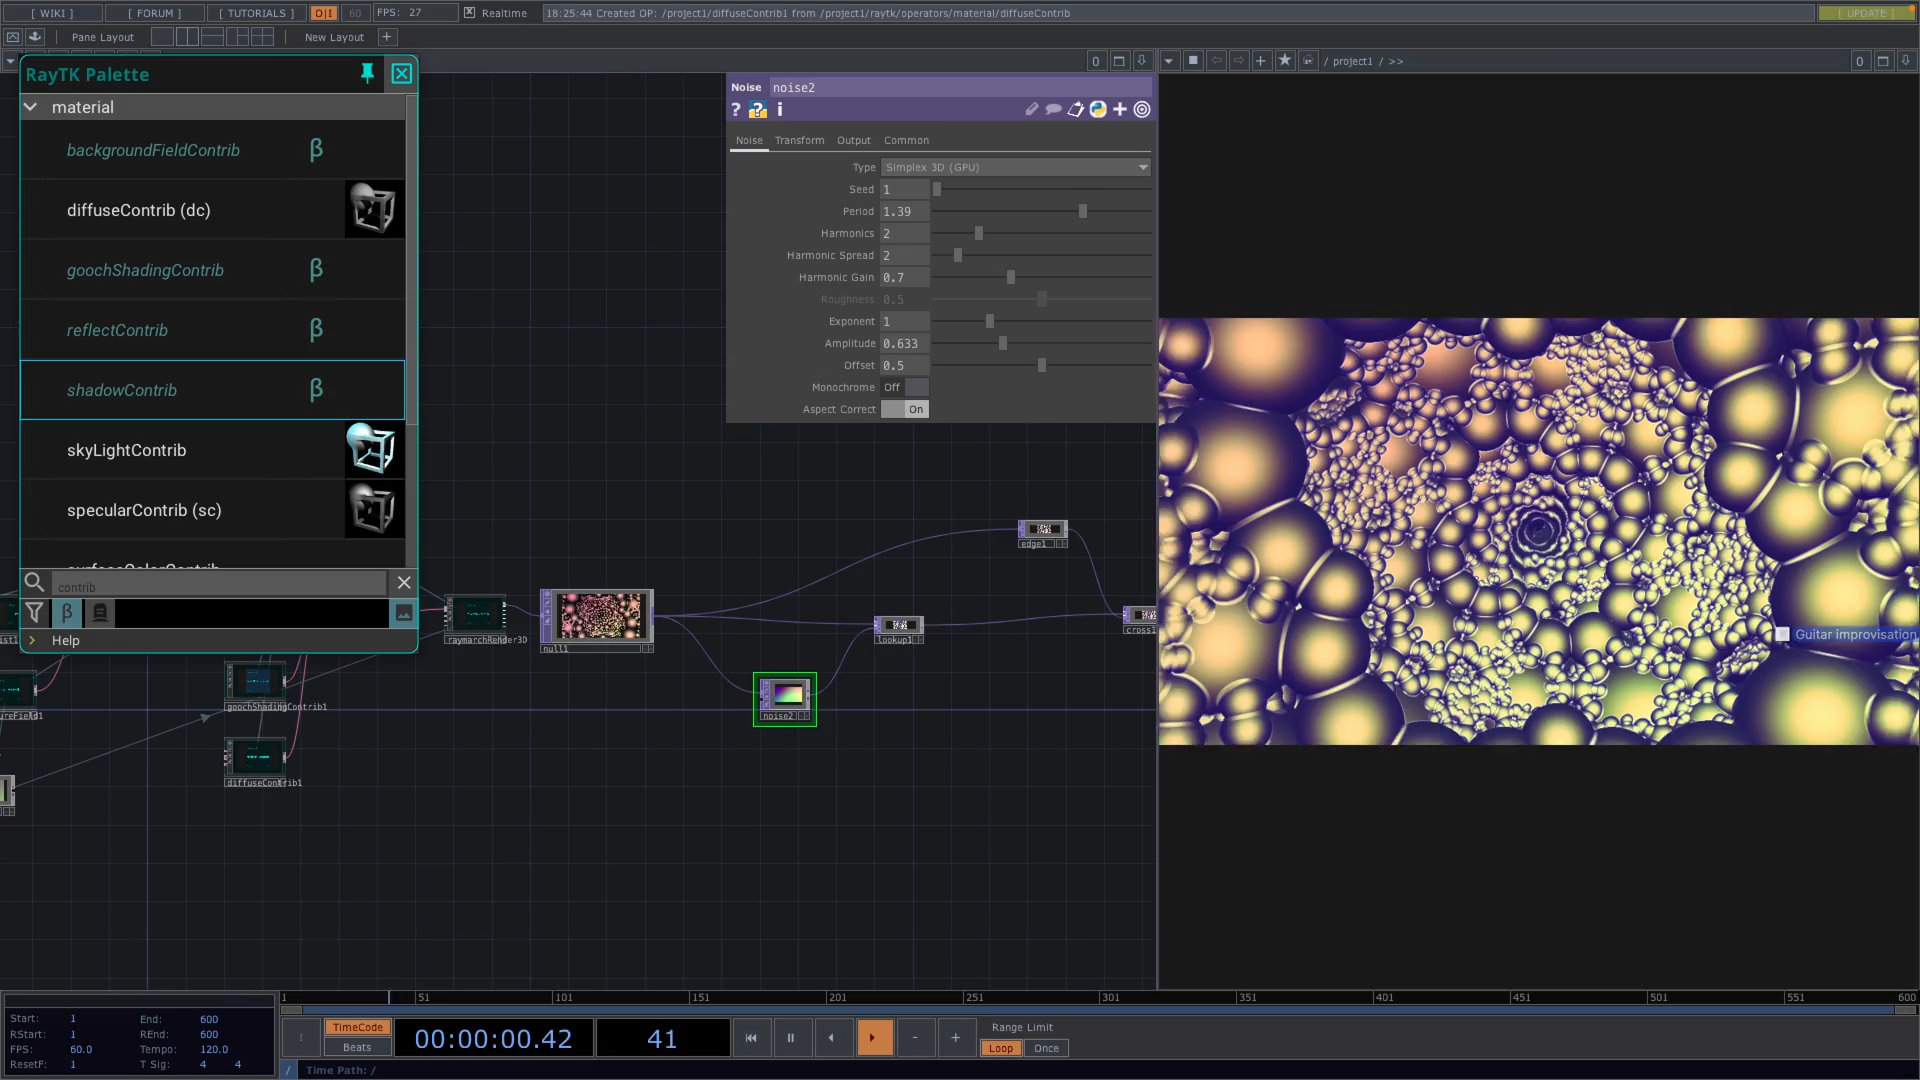 [ WIKI ] [ FORUM ] [ TUTORIALS ] O|I 60 FPS: 27 Realtime 18:25:44 Created OP: /project1/diffuseContrib1 from /project1/raytk/operators/material/diffuseContrib [ UPDATE ]
Pane Layout New Layout +
0 0 / project1 / >>
RayTK Palette
material
backgroundFieldContrib β
diffuseContrib (dc)
goochShadingContrib β
reflectContrib β
shadowContrib β
skyLightContrib
specularContrib (sc)
contrib
β
Help
Noise noise2
? ? i
Noise Transform Output Common
Type Simplex 3D (GPU)
Seed 1
Period 1.39
Harmonics 2
Harmonic Spread 2
Harmonic Gain 0.7
Roughness 0.5
Exponent 1
Amplitude 0.633
Offset 0.5
Monochrome Off
Aspect Correct On
edge1
raymarchRender3D
null1
lookup1
cross1
noise2
goochShadingContrib1
diffuseContrib1
Guitar improvisation
1 51 101 151 201 251 301 351 401 451 501 551 600
Start: 1 End: 600
RStart: 1 REnd: 600
FPS: 60.0 Tempo: 120.0
ResetF: 1 T Sig: 4 4
1 TimeCode
Beats
00:00:00.42 41
- +
Range Limit
Loop Once
/ Time Path: /